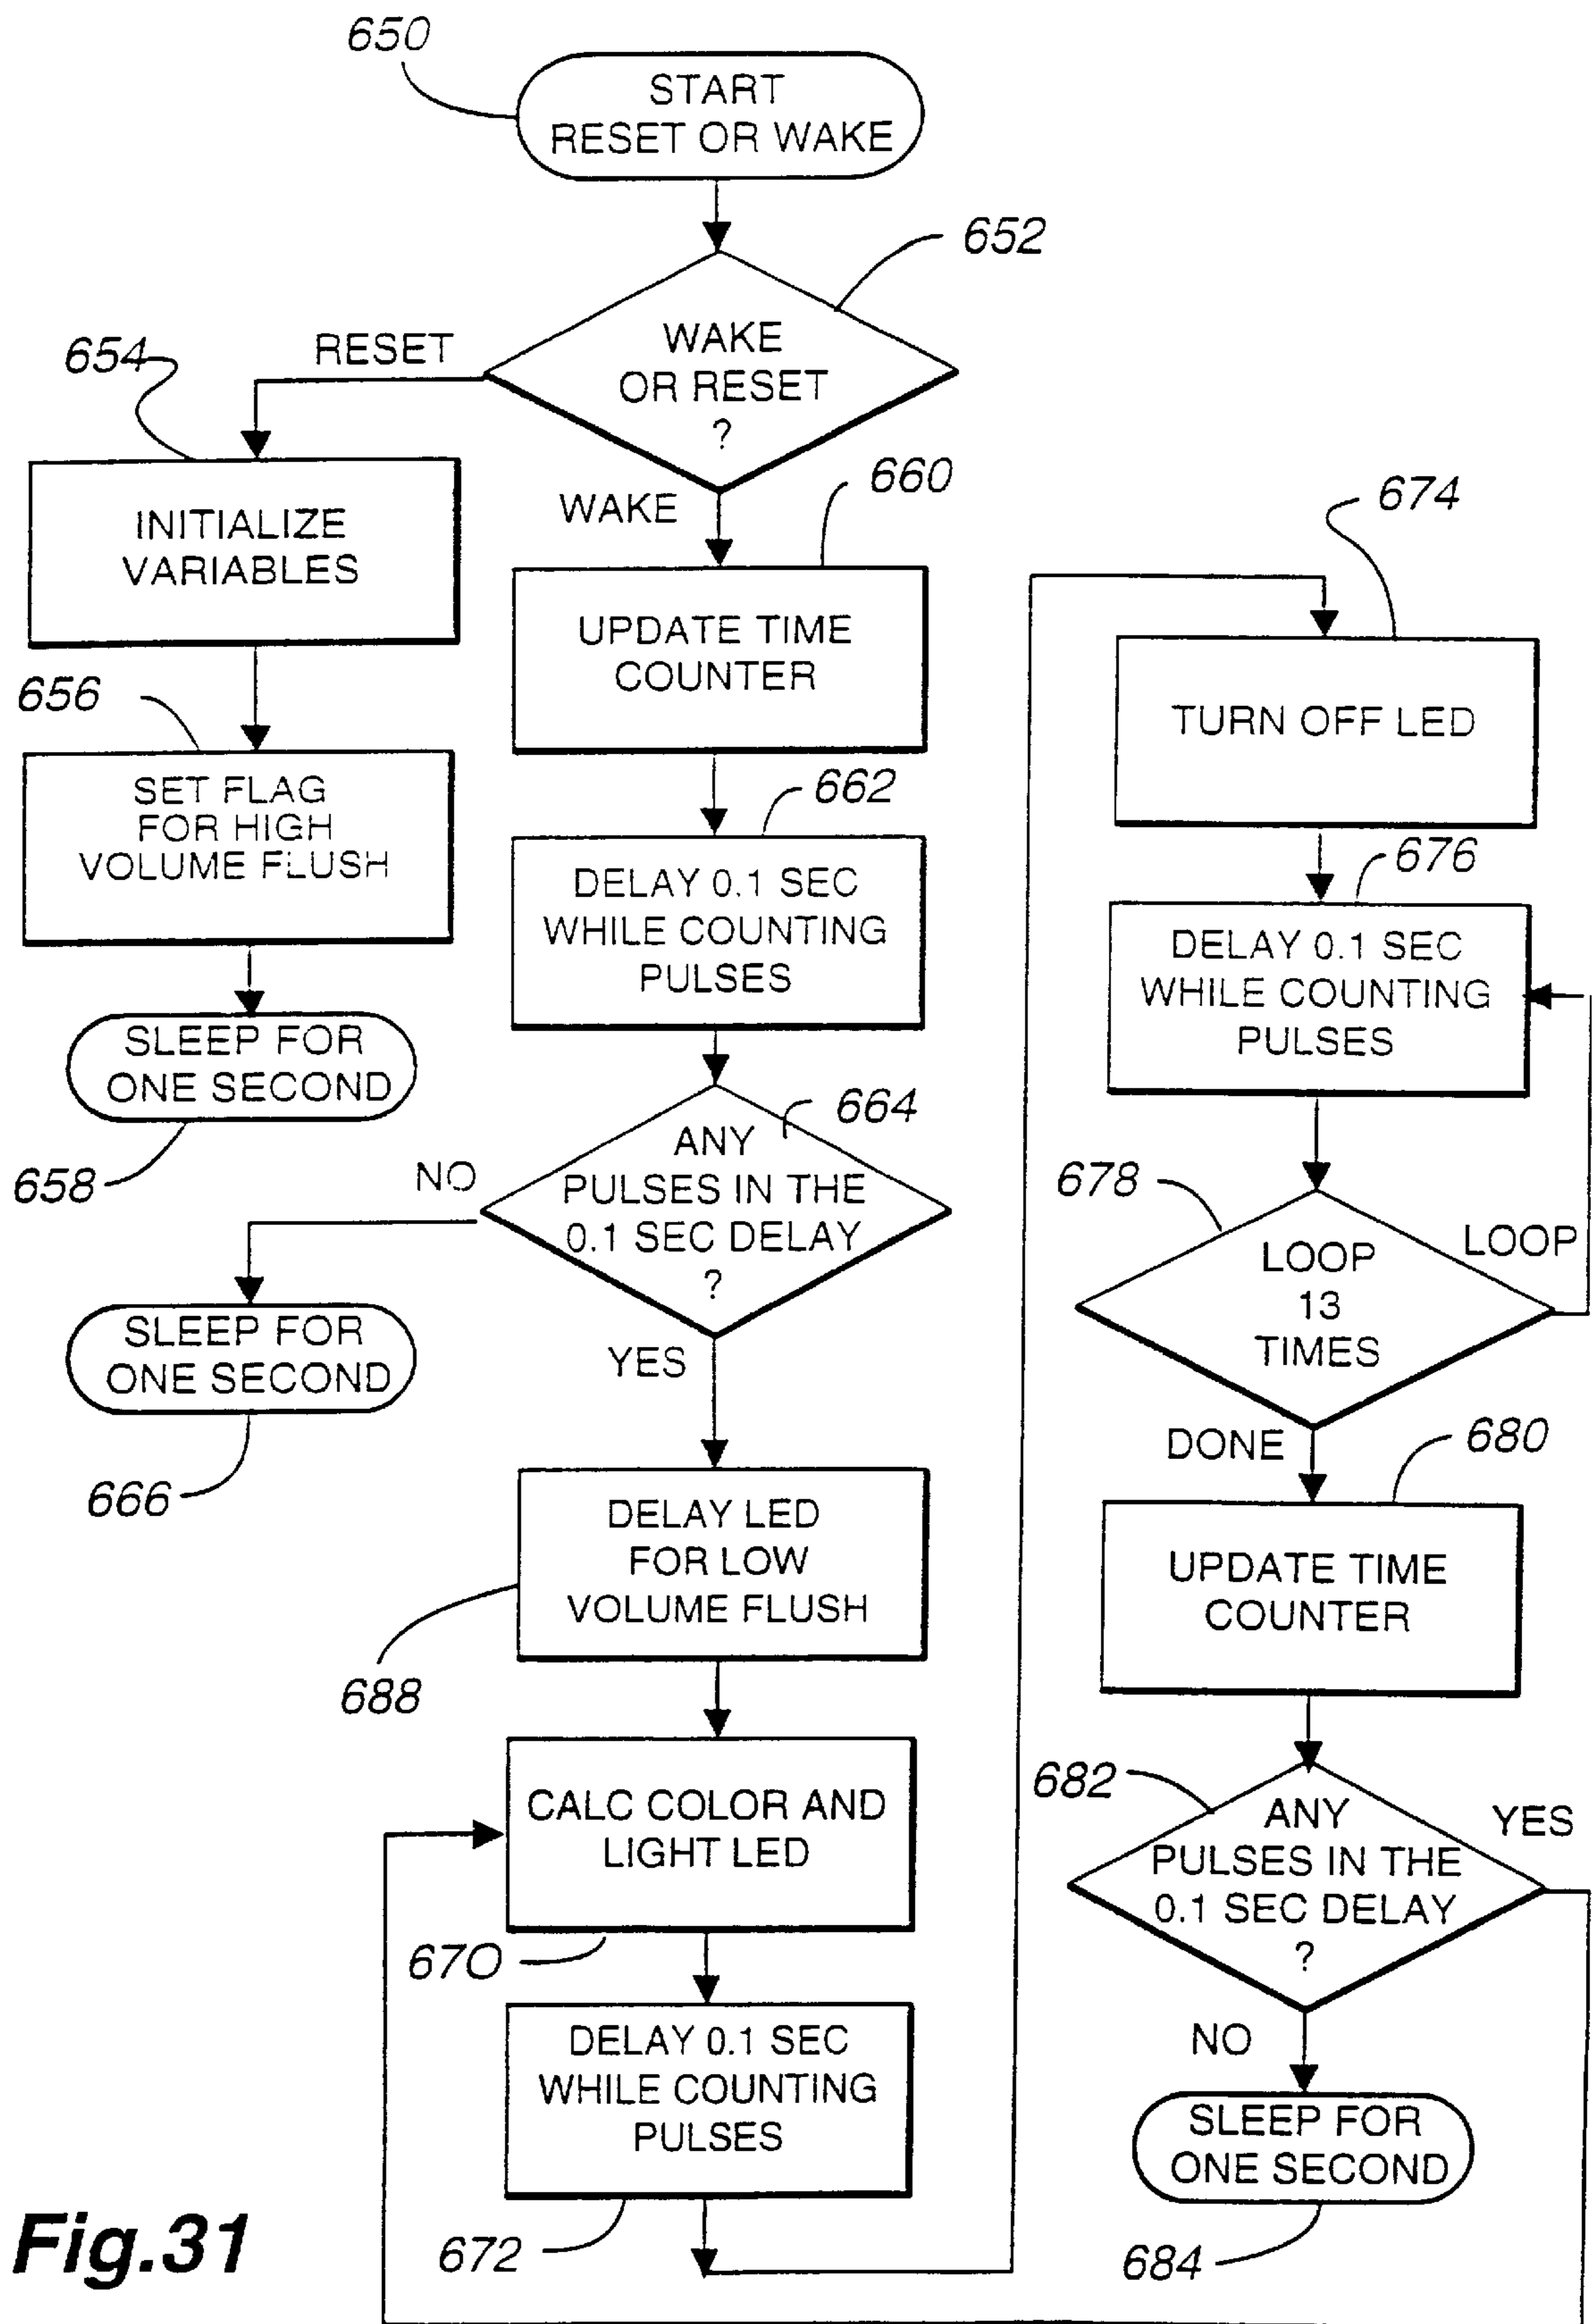 650
START
RESET OR WAKE
652
WAKE
OR RESET
?
RESET
654
INITIALIZE
VARIABLES
656
SET FLAG
FOR HIGH
VOLUME FLUSH
SLEEP FOR
ONE SECOND
658
WAKE
660
UPDATE TIME
COUNTER
662
DELAY 0.1 SEC
WHILE COUNTING
PULSES
664
ANY
PULSES IN THE
0.1 SEC DELAY
?
NO
SLEEP FOR
ONE SECOND
666
YES
DELAY LED
FOR LOW
VOLUME FLUSH
688
CALC COLOR AND
LIGHT LED
670
DELAY 0.1 SEC
WHILE COUNTING
PULSES
672
674
TURN OFF LED
676
DELAY 0.1 SEC
WHILE COUNTING
PULSES
678
LOOP
13
TIMES
LOOP
DONE
680
UPDATE TIME
COUNTER
682
ANY
PULSES IN THE
0.1 SEC DELAY
?
YES
NO
SLEEP FOR
ONE SECOND
684
Fig.31